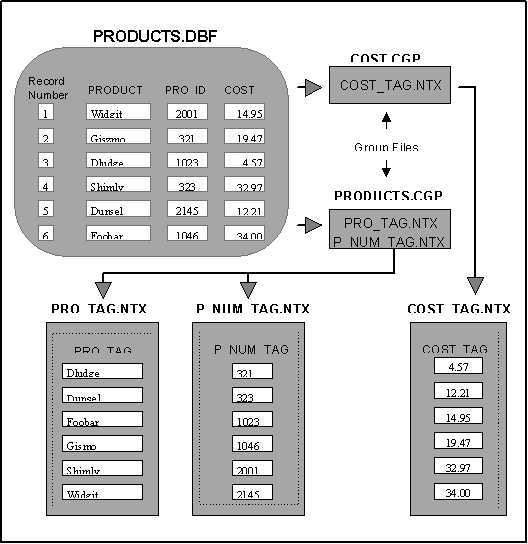 PRODUCTS.DBF
Record
Number
PRODUCT PRO_ID COST
1 Widgit 2001 14.95
2 Giszmo 321 19.47
3 Dludge 1023 4.57
4 Shimly 323 32.97
5 Dunsel 2145 12.21
6 Foobar 1046 34.00
COST.CGP
COST_TAG.NTX
Group Files
PRODUCTS.CGP
PRO_TAG.NTX
P_NUM_TAG.NTX
PRO_TAG.NTX
PRO_TAG
Dludge
Dunsel
Foobar
Gismo
Shimly
Widgit
P_NUM_TAG.NTX
P_NUM_TAG
321
323
1023
1046
2001
2145
COST_TAG.NTX
COST_TAG
4.57
12.21
14.95
19.47
32.97
34.00